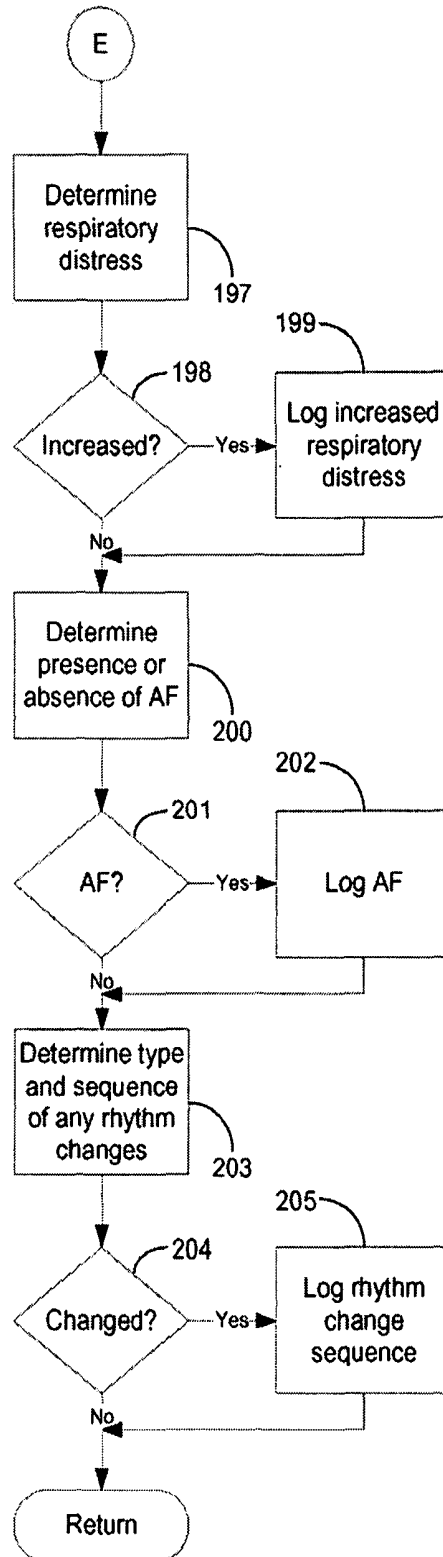 E
Determine
respiratory
distress
197
198
Increased?
Yes
199
Log increased
respiratory
distress
No
Determine
presence or
absence of AF
200
201
AF?
Yes
202
Log AF
No
Determine type
and sequence
of any rhythm
changes
203
204
Changed?
Yes
205
Log rhythm
change
sequence
No
Return